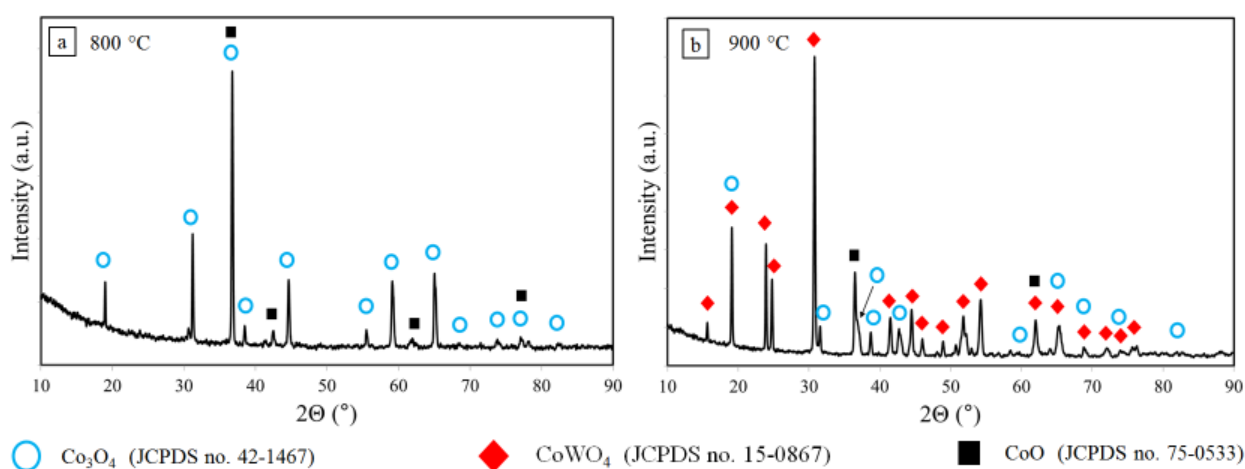 a 800 °C
Intensity (a.u.)
10 20 30 40 50 60 70 80 90
2Θ (°)
b 900 °C
Intensity (a.u.)
10 20 30 40 50 60 70 80 90
2Θ (°)
Co₃O₄ (JCPDS no. 42-1467)
CoWO₄ (JCPDS no. 15-0867)
CoO (JCPDS no. 75-0533)